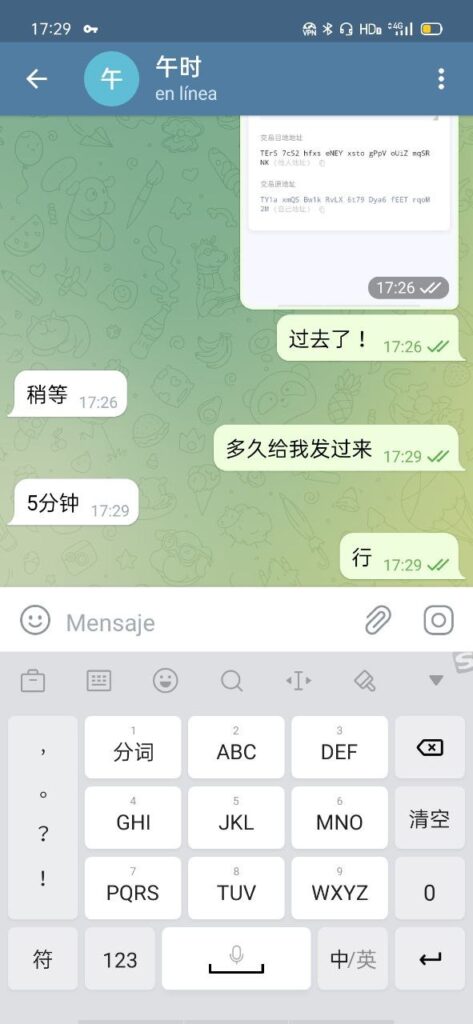 17:29
VPN
HD
4G
午
午时
en línea
交易目地地址
TErS 7cS2 hfxs eNEY xsto gPpV oUiZ mqSR
NK (他人地址)
交易源地址
TY1a xmQS Bw1k RvLX 6t79 Dya6 fEET rqoM
2M (自己地址)
17:26
过去了！ 17:26
稍等 17:26
多久给我发过来 17:29
5分钟 17:29
行 17:29
Mensaje
S
， 1 2 3
分词 ABC DEF
。 4 5 6
GHI JKL MNO 清空
？
！ 7 8 9
PQRS TUV WXYZ 0
符 123 中/英